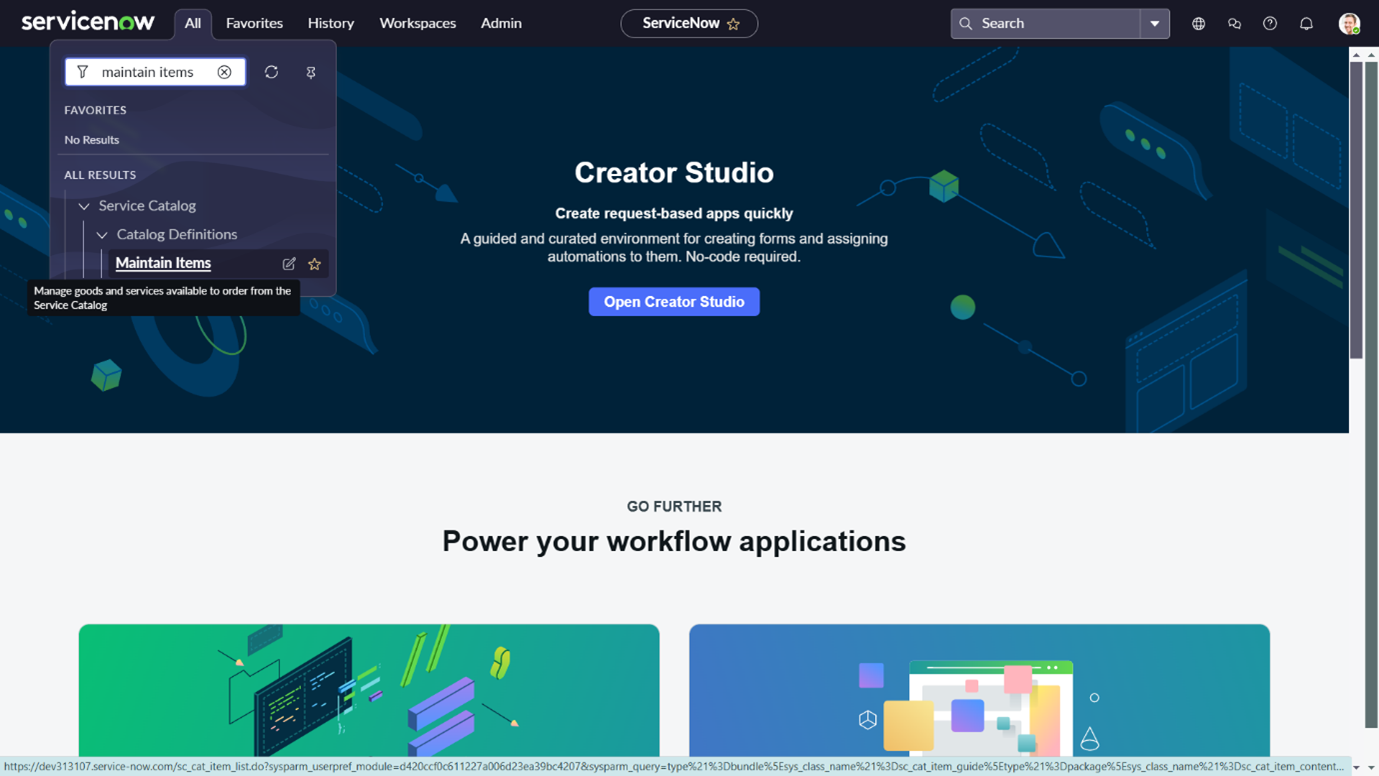 servicenow
All
Favorites
History
Workspaces
Admin
ServiceNow
Search
maintain items
FAVORITES
No Results
ALL RESULTS
Service Catalog
Catalog Definitions
Maintain Items
Manage goods and services available to order from the
Service Catalog
Creator Studio
Create request-based apps quickly
A guided and curated environment for creating forms and assigning
automations to them. No-code required.
Open Creator Studio
GO FURTHER
Power your workflow applications
https://dev313107.service-now.com/sc_cat_item_list.do?sysparm_userpref_module=d420ccf0c611227a006d23ea39bc4207&sysparm_query=type%21%3Dbundle%5Esys_class_name%21%3Dsc_cat_item_guide%5Etype%21%3Dpackage%5Esys_class_name%21%3Dsc_cat_item_content...